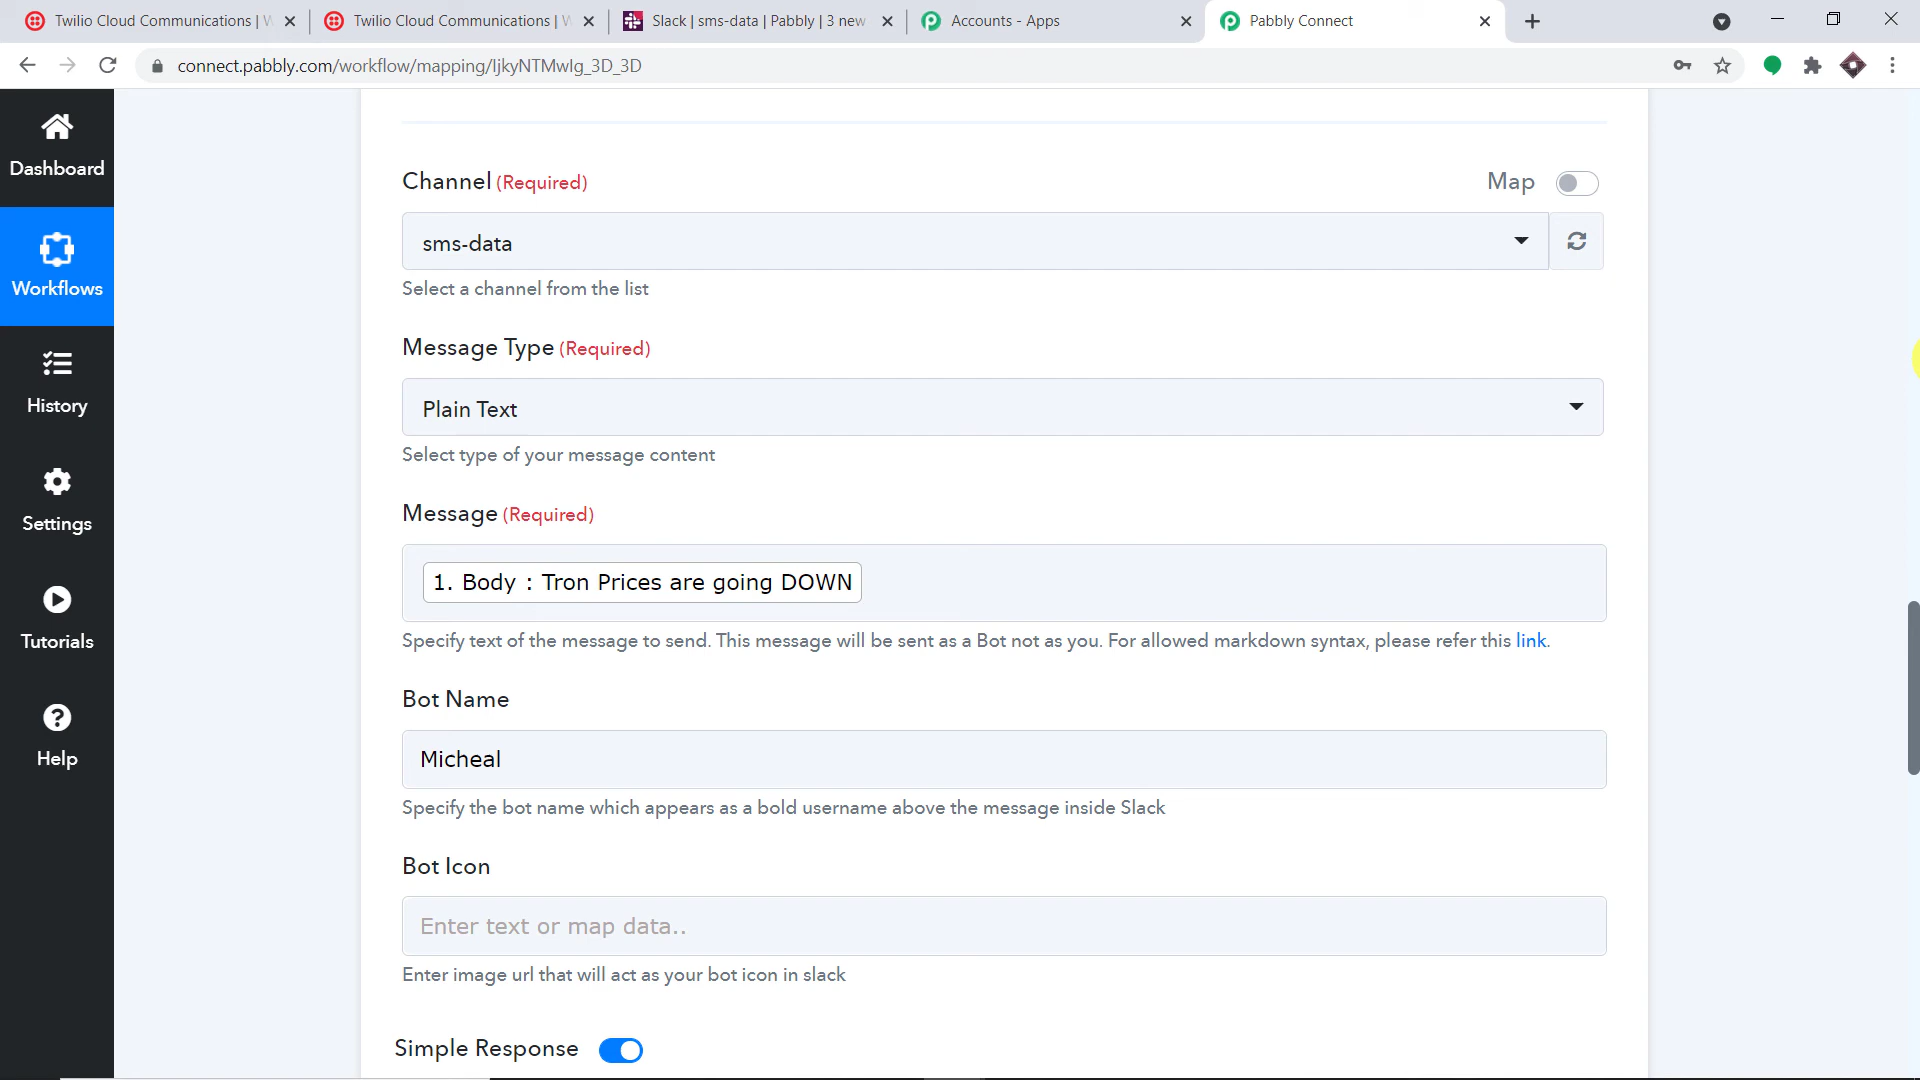 Twilio Cloud Communications | W
Twilio Cloud Communications | W
Slack | sms-data | Pabbly | 3 new
Accounts - Apps
Pabbly Connect
connect.pabbly.com/workflow/mapping/IjkyNTMwIg_3D_3D
Dashboard
Workflows
History
Settings
Tutorials
Help
Channel (Required)
Map
sms-data
Select a channel from the list
Message Type (Required)
Plain Text
Select type of your message content
Message (Required)
1. Body : Tron Prices are going DOWN
Specify text of the message to send. This message will be sent as a Bot not as you. For allowed markdown syntax, please refer this link.
Bot Name
Micheal
Specify the bot name which appears as a bold username above the message inside Slack
Bot Icon
Enter text or map data..
Enter image url that will act as your bot icon in slack
Simple Response